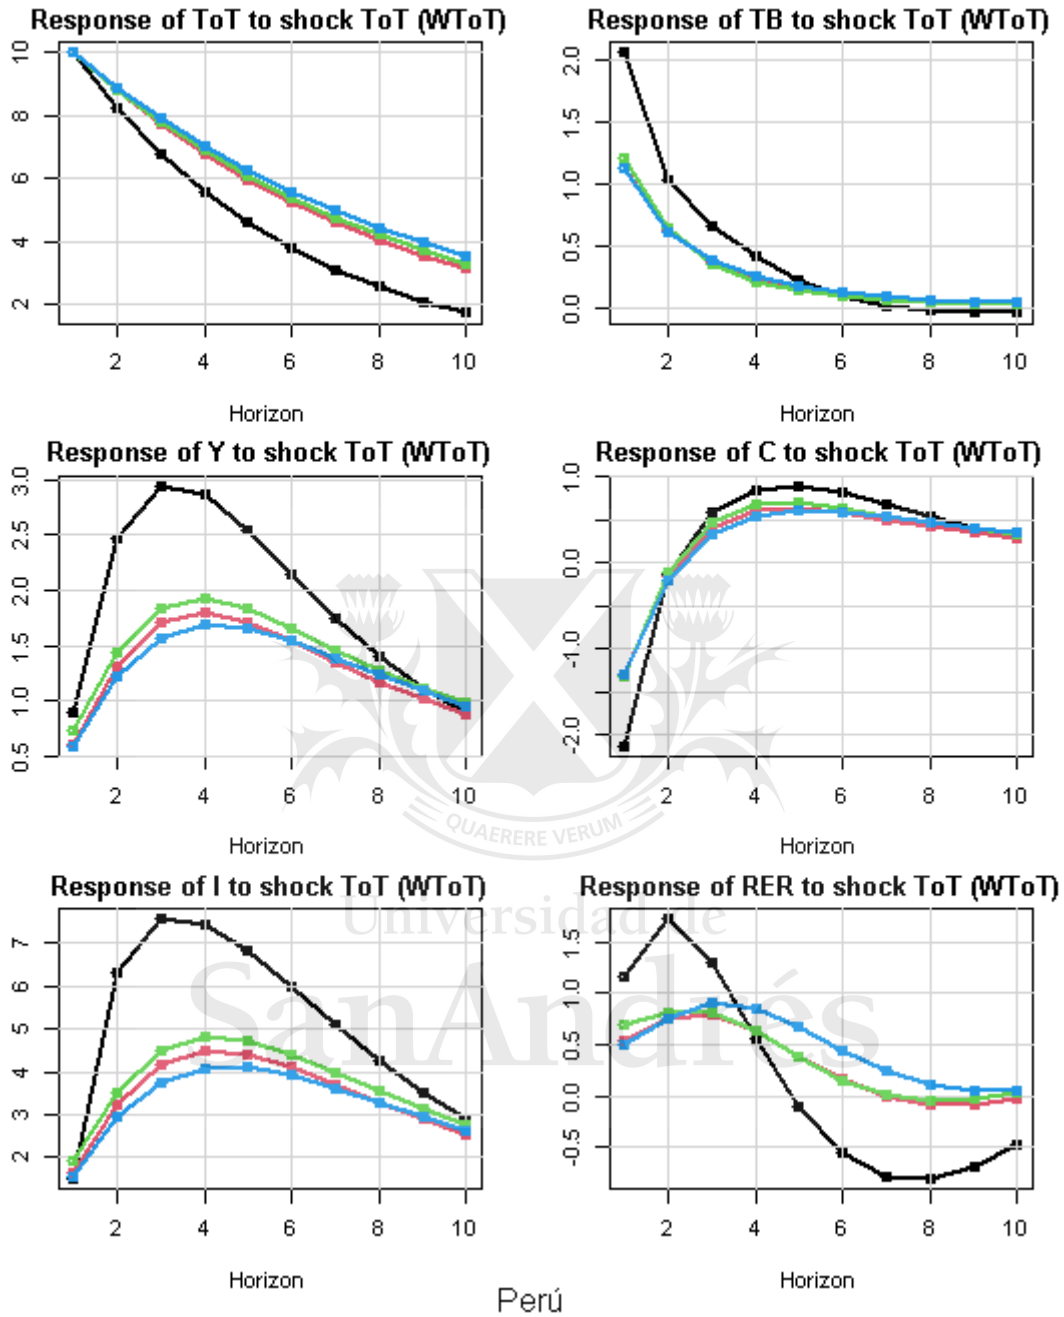 Response of ToT to shock ToT (WToT)
Response of TB to shock ToT (WToT)
10
8
6
4
2
2 4 6 8 10
Horizon
2.0
1.5
1.0
0.5
0.0
2 4 6 8 10
Horizon
Response of Y to shock ToT (WToT)
Response of C to shock ToT (WToT)
3.0
2.5
2.0
1.5
1.0
0.5
2 4 6 8 10
Horizon
1.0
0.0
-1.0
-2.0
2 4 6 8 10
Horizon
QUAERERE VERUM
Response of I to shock ToT (WToT)
Response of RER to shock ToT (WToT)
Universidad de
SanAndrés
7
6
5
4
3
2
2 4 6 8 10
Horizon
1.5
1.0
0.5
0.0
-0.5
2 4 6 8 10
Horizon
Perú